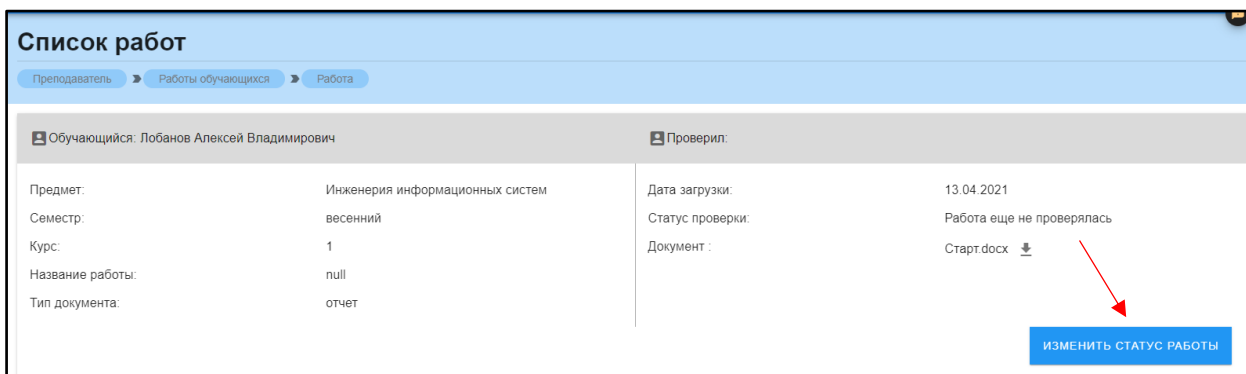 Список работ
Преподаватель Работы обучающихся Работа
Обучающийся: Лобанов Алексей Владимирович
Проверил:
Предмет: Инженерия информационных систем
Дата загрузки: 13.04.2021
Семестр: весенний
Статус проверки: Работа еще не проверялась
Курс: 1
Документ : Старт.docx
Название работы: null
Тип документа: отчет
ИЗМЕНИТЬ СТАТУС РАБОТЫ